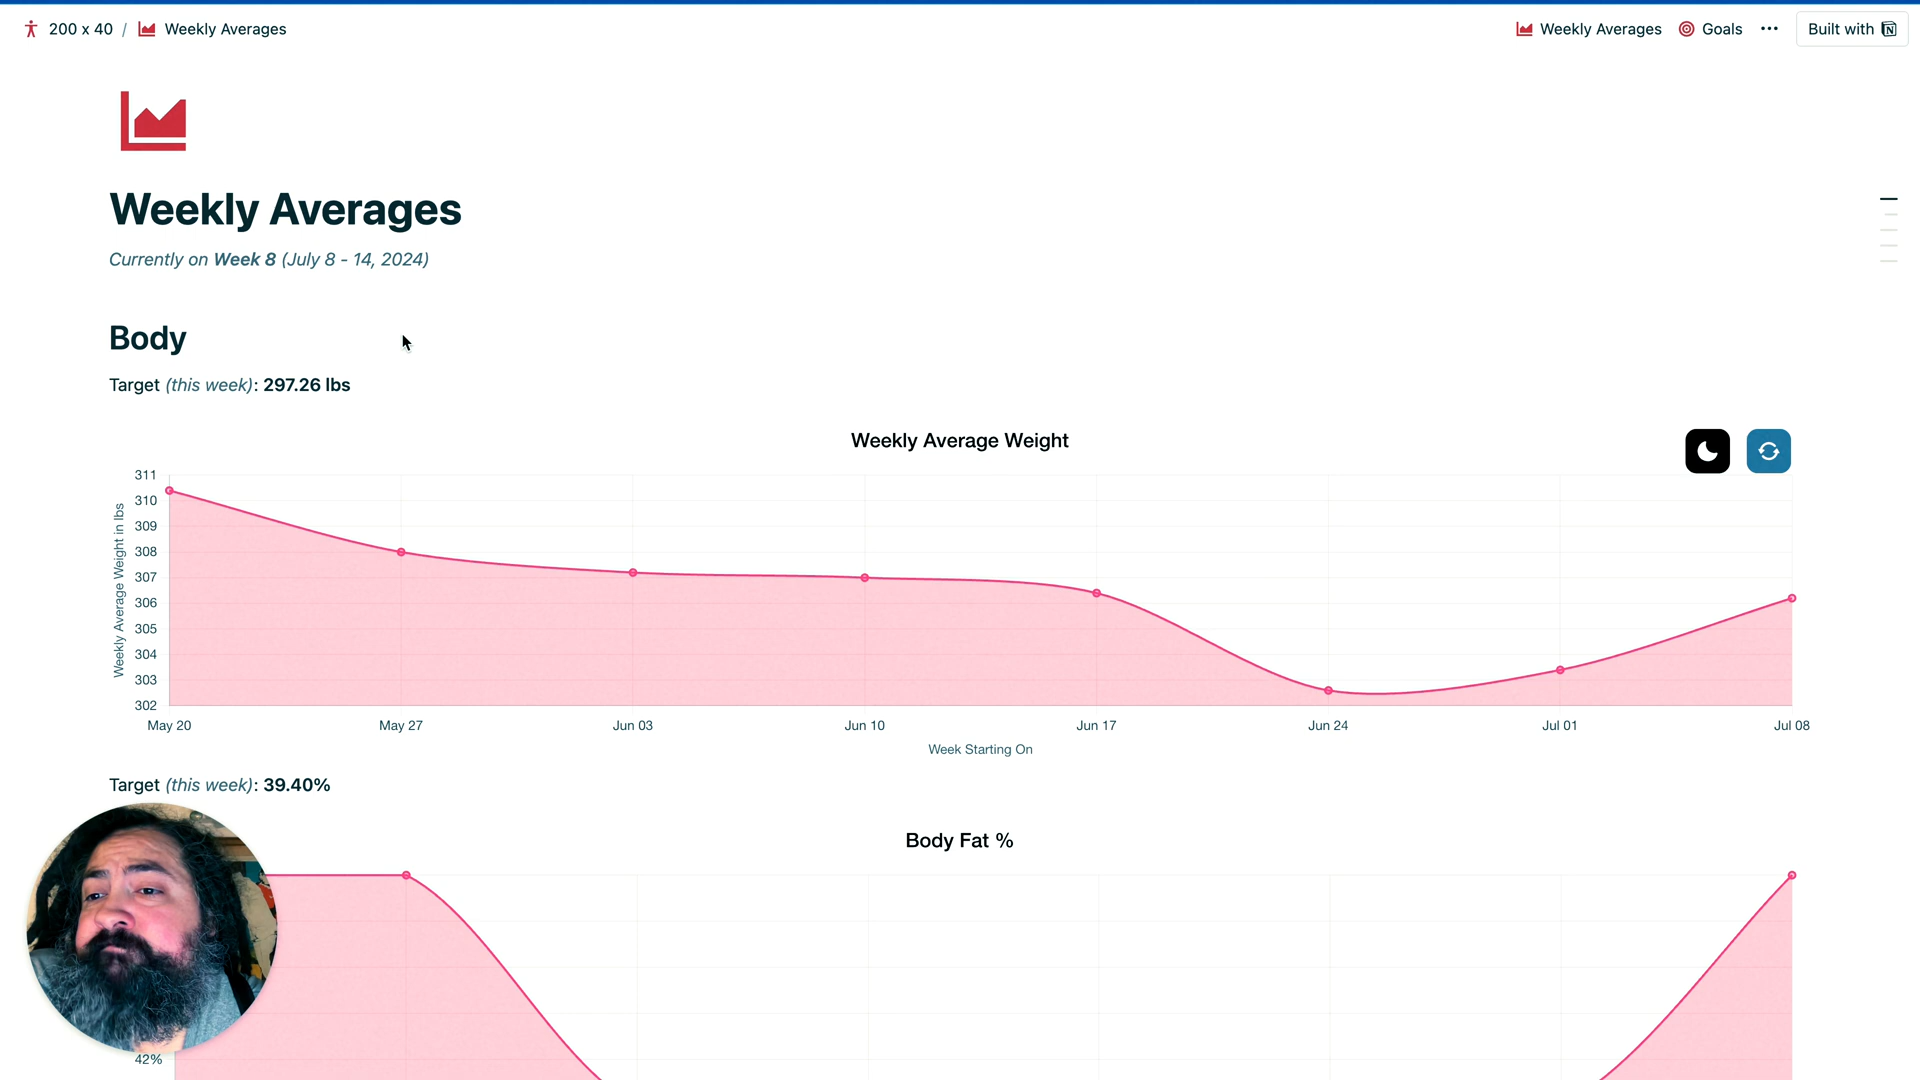 200 x 40 / Weekly Averages
Weekly Averages Goals ••• Built with
Weekly Averages
Currently on Week 8 (July 8 - 14, 2024)
Body
Target (this week): 297.26 lbs
Weekly Average Weight
Weekly Average Weight in lbs
311
310
309
308
307
306
305
304
303
302
May 20 May 27 Jun 03 Jun 10 Jun 17 Jun 24 Jul 01 Jul 08
Week Starting On
Target (this week): 39.40%
Body Fat %
42%